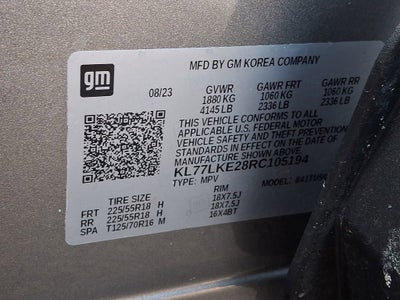 gm
MFD BY GM KOREA COMPANY
08/23 GVWR GAWR FRT GAWR RR
1880 KG 1060 KG 1060 KG
4145 LB 2336 LB 2336 LB
THIS VEHICLE CONFORMS TO ALL
APPLICABLE U.S. FEDERAL MOTOR
VEHICLE SAFETY AND THEFT PREVENTION
STANDARDS IN EFFECT ON THE DATE OF
MANUFACTURE SHOWN ABOVE.
KL77LKE28RC105194
TYPE: MPV MODEL:
TIRE SIZE RIM
FRT 225/55R18 H 18X7.5J
RR 225/55R18 H 18X7.5J
SPA T125/70R16 M 16X4BT